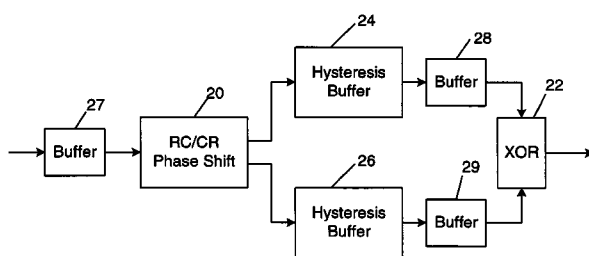 24
28
Hysteresis
Buffer
Buffer
22
27
20
Buffer
RC/CR
Phase Shift
XOR
26
29
Hysteresis
Buffer
Buffer